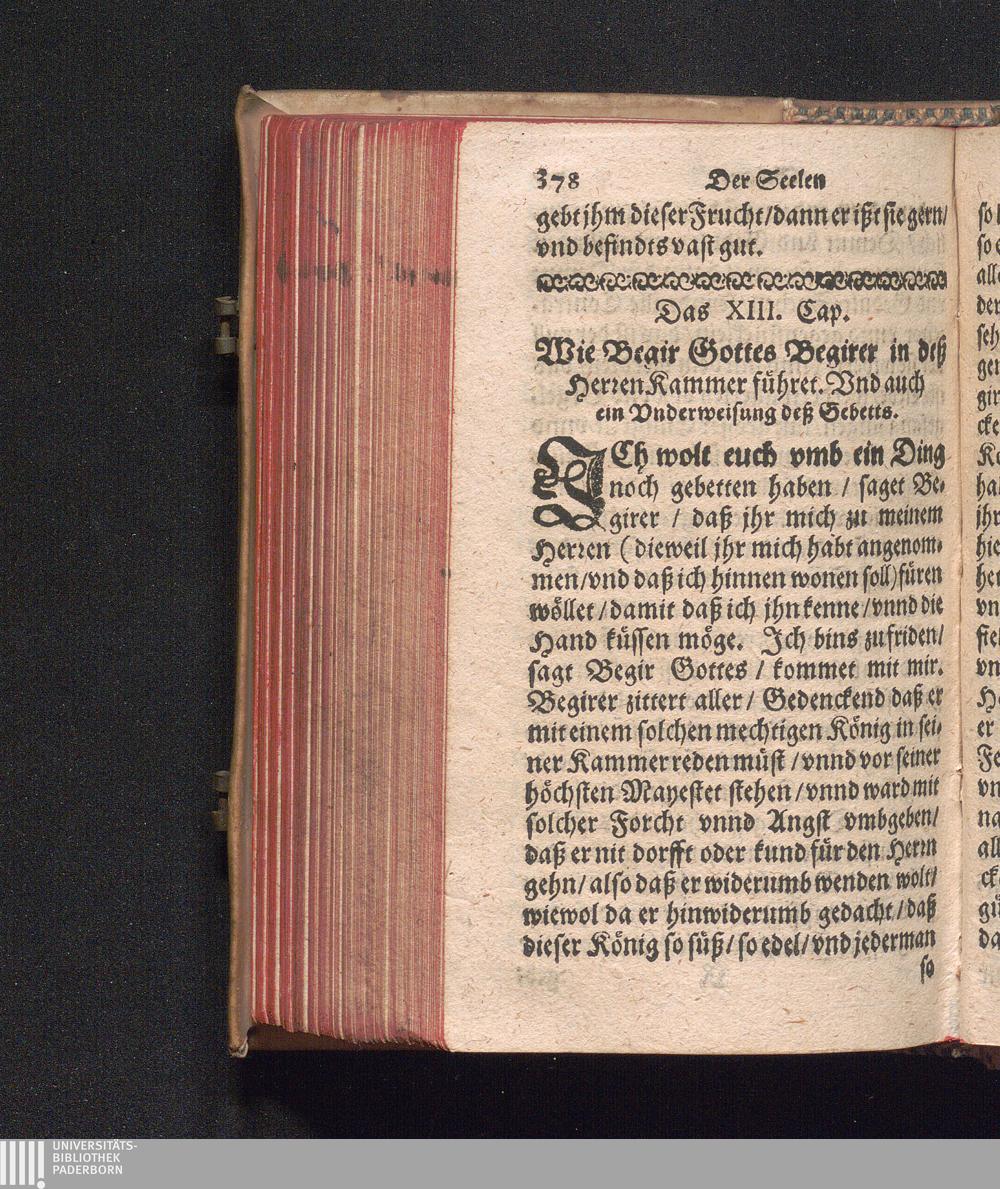 378 Der Seelen
gebt jhm dieser Frucht / dann er ißt sie gern /
vnd befindts vast gut.
Das XIII. Cap.
Wie Begir Gottes Begirer in deß
Herren Kammer führet. Vnd auch
ein Vnderweisung deß Gebetts.
ICh wolt euch vmb ein Ding
noch gebetten haben / saget Be-
girer / daß jhr mich zu meinem
Herren (dieweil jhr mich habt angenom-
men / vnd daß ich hinnen wonen soll) füren
wöllet / damit daß ich jhn kenne / vnnd die
Hand küssen möge. Ich bins zu friden /
sagt Begir Gottes / kommet mit mir.
Begirer zittert aller / Gedenckend daß er
mit einem solchen mechtigen König in sei-
ner Kammer reden müst / vnnd vor seiner
höchsten Mayestet stehen / vnnd ward mit
solcher Forcht vnnd Angst vmbgeben /
daß er nit dorfft oder kund für den Herrn
gehn / also daß er widerumb wenden wolt /
wiewol da er hinwiderumb gedacht / daß
dieser König so süß / so edel / vnd jederman
so
UNIVERSITÄTS-
BIBLIOTHEK
PADERBORN